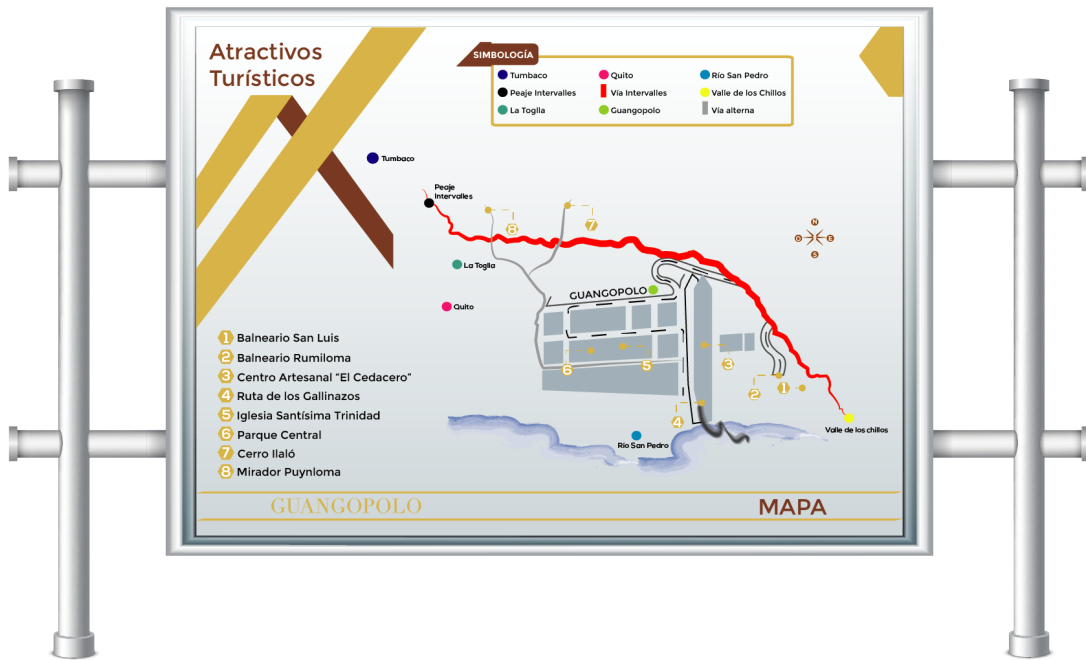 Atractivos
Turísticos
SIMBOLOGÍA
Tumbaco
Quito
Río San Pedro
Peaje Intervalles
Vía Intervalles
Valle de los Chillos
La Toglla
Guangopolo
Vía alterna
Tumbaco
Peaje
Intervalles
8
7
N
O
E
S
La Toglla
GUANGOPOLO
Quito
6
5
3
2
1
4
Río San Pedro
Valle de los chillos
1 Balneario San Luis
2 Balneario Rumiloma
3 Centro Artesanal "El Cedacero"
4 Ruta de los Gallinazos
5 Iglesia Santísima Trinidad
6 Parque Central
7 Cerro Ilaló
8 Mirador Puynloma
GUANGOPOLO
MAPA